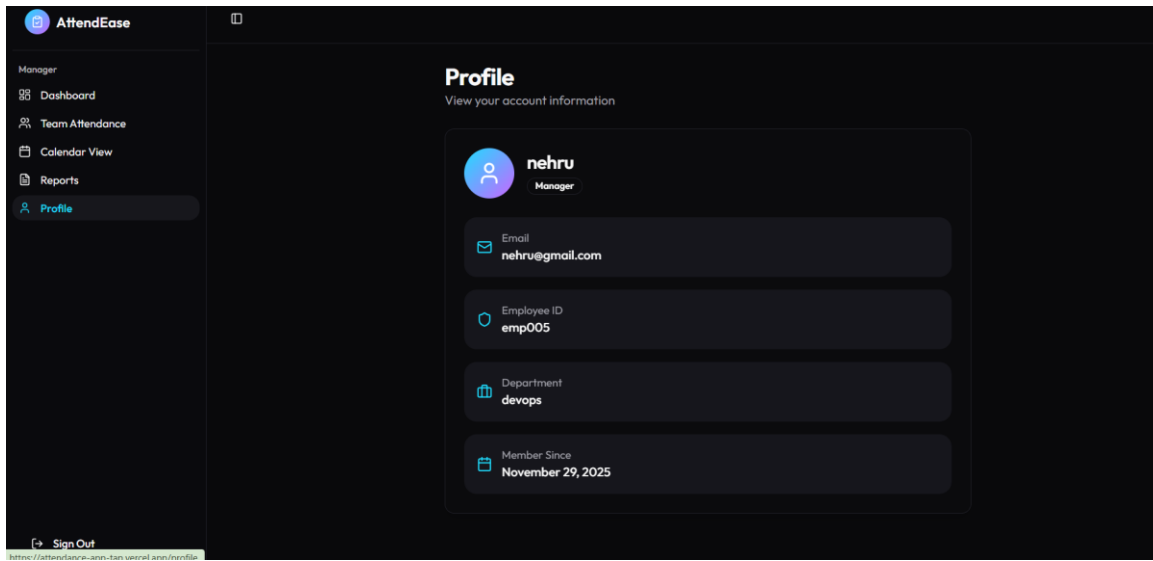 AttendEase
Manager
Dashboard
Team Attendance
Calendar View
Reports
Profile
Sign Out
https://attendance-app-tan.vercel.app/profile
Profile
View your account information
nehru
Manager
Email
nehru@gmail.com
Employee ID
emp005
Department
devops
Member Since
November 29, 2025